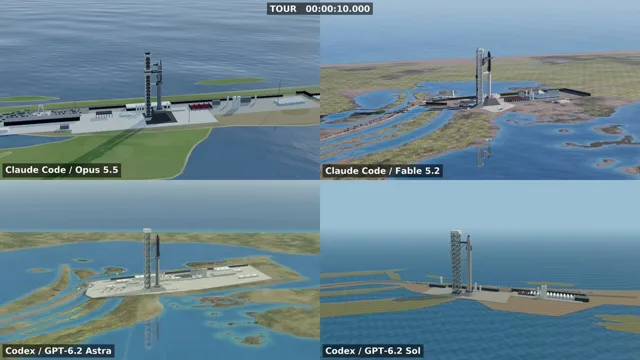 TOUR 00:00:10.000
Claude Code / Opus 5.5
Claude Code / Fable 5.2
Codex / GPT-6.2 Astra
Codex / GPT-6.2 Sol